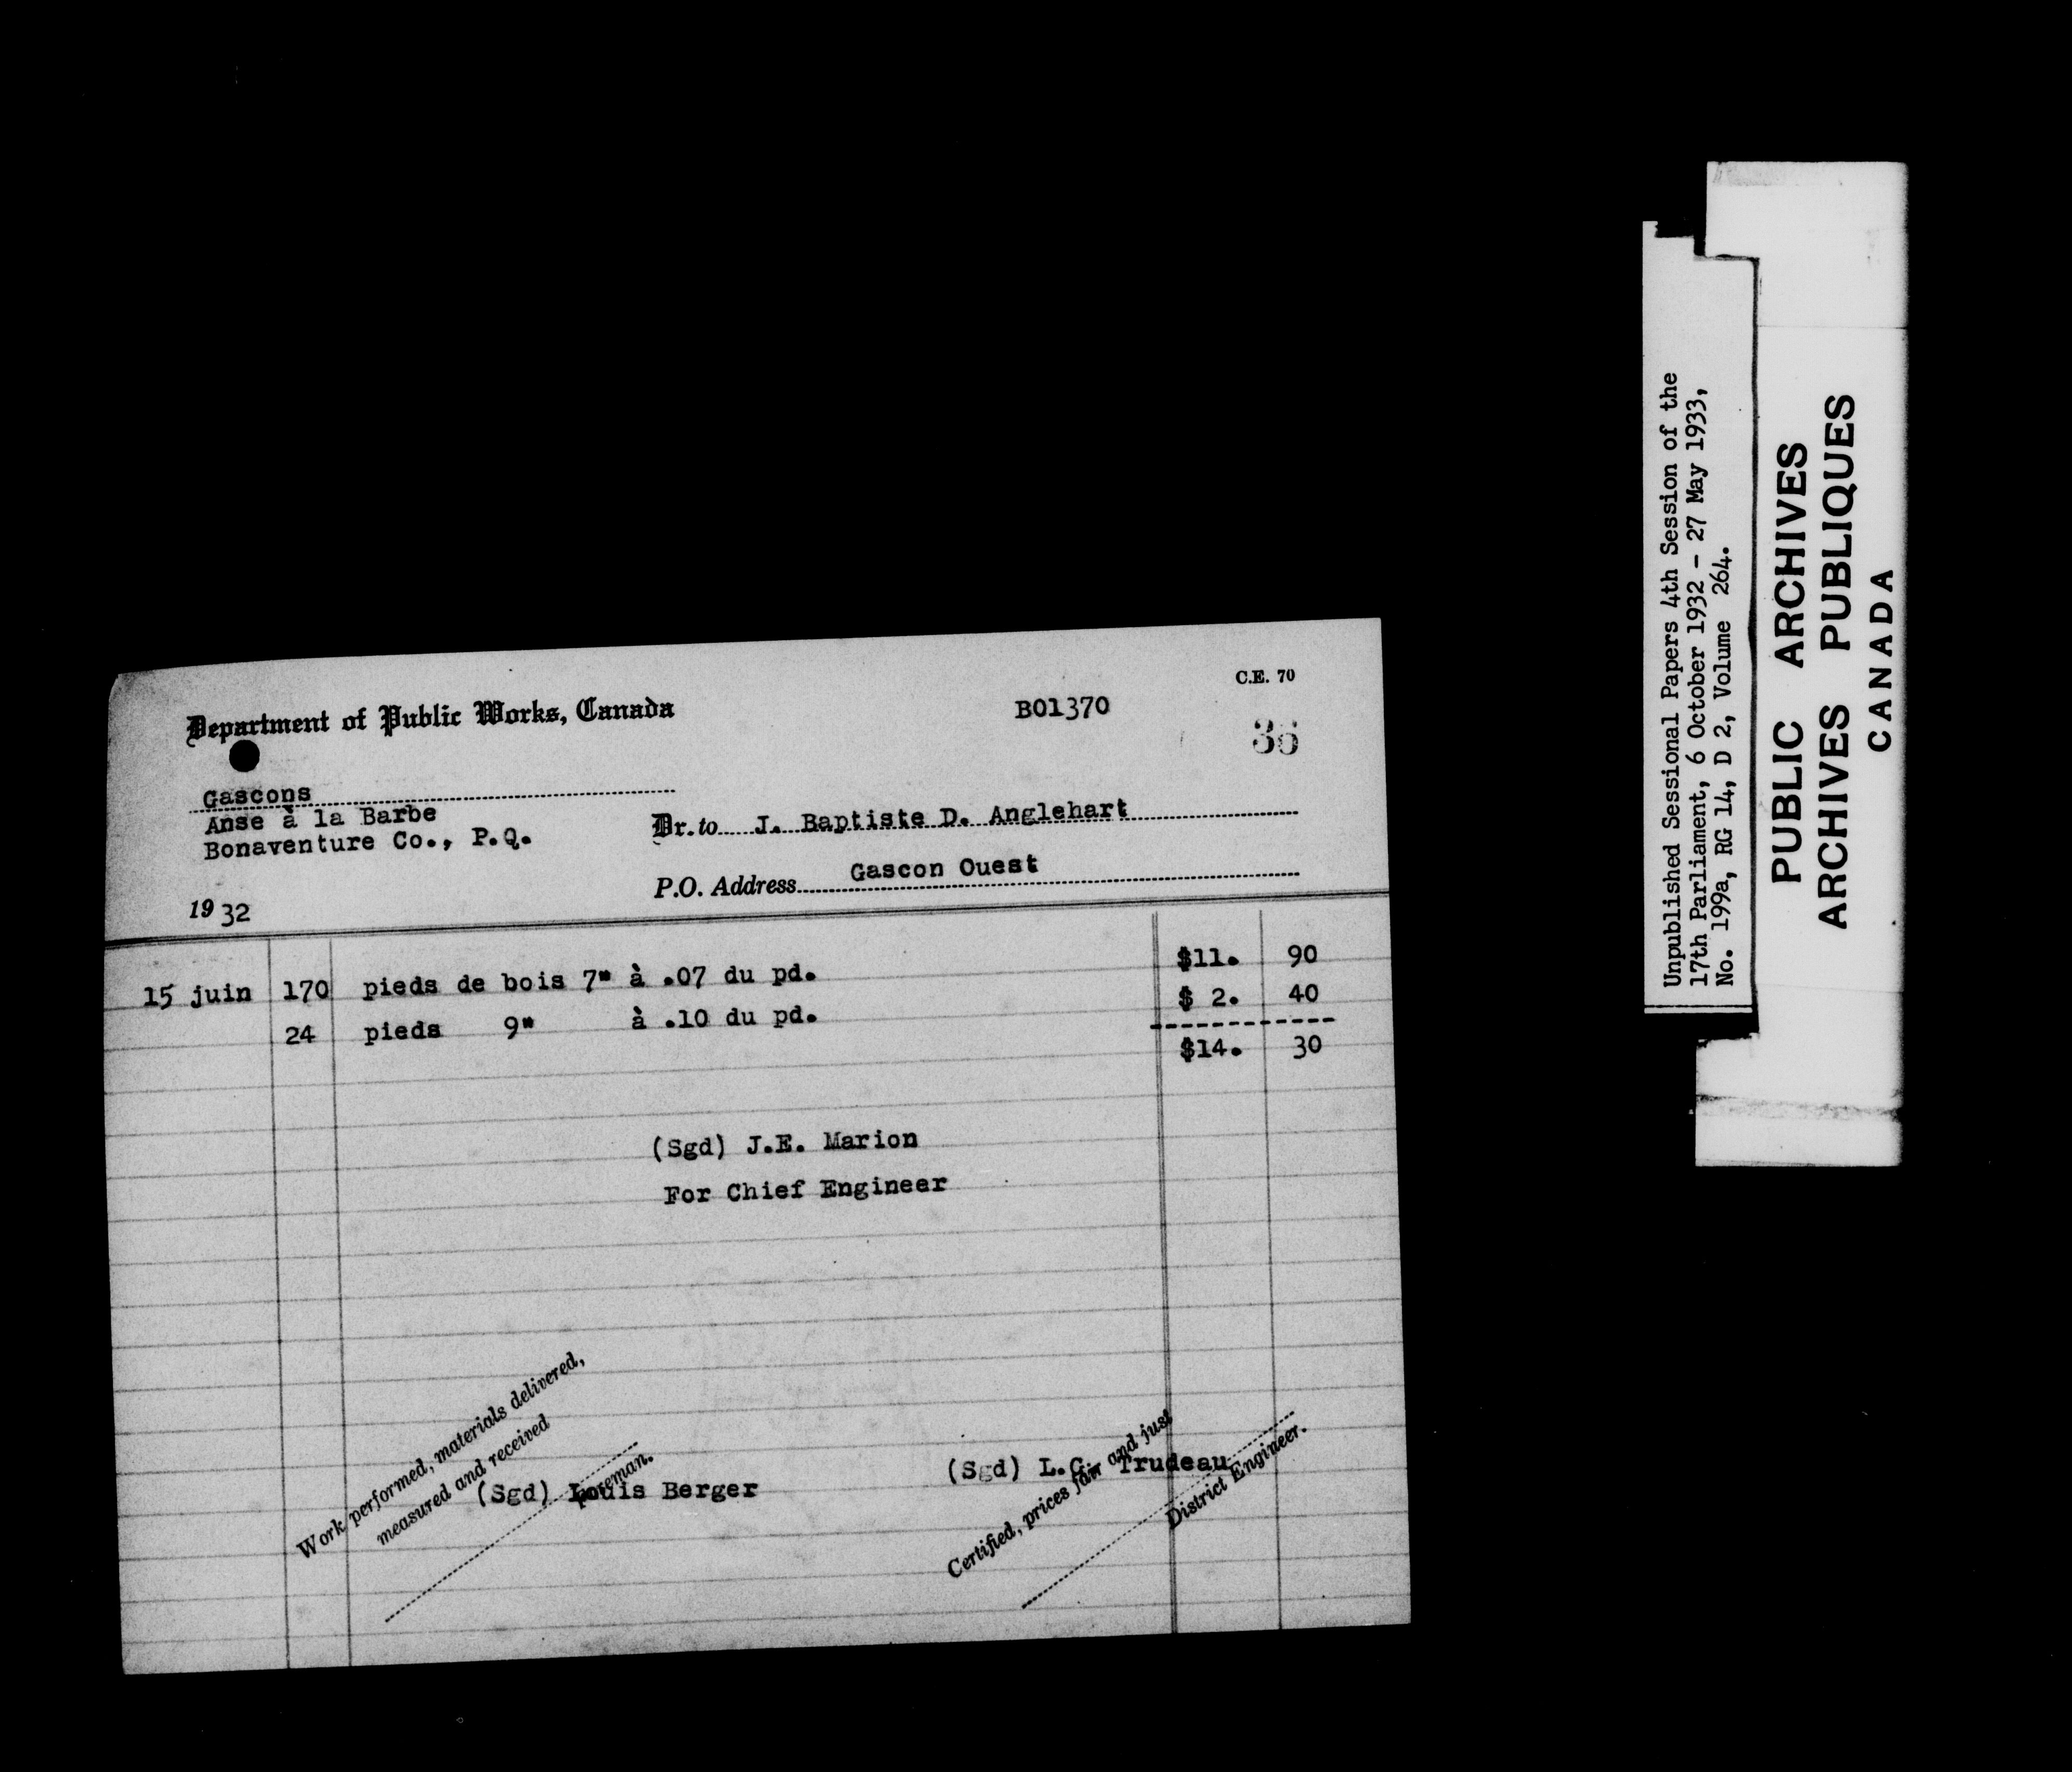 C.E. 70
Department of Public Works, Canada B01370
36
Gascons
Anse à la Barbe
Bonaventure Co., P.Q.
Dr. to J. Baptiste D. Anglehart
P.O. Address Gascon Ouest
19 32
15 juin 170 pieds de bois 7" à .07 du pd. $11. 90
24 pieds 9" à .10 du pd. $ 2. 40
$14. 30
(Sgd) J.E. Marion
For Chief Engineer
Work performed, materials delivered,
measured and received
(Sgd) Louis Berger
Foreman.
Certified, prices fair and just
(Sgd) L.G. Trudeau
District Engineer.
Unpublished Sessional Papers 4th Session of the
17th Parliament, 6 October 1932 - 27 May 1933,
No. 199a, RG 14, D 2, Volume 264.
PUBLIC ARCHIVES
ARCHIVES PUBLIQUES
CANADA